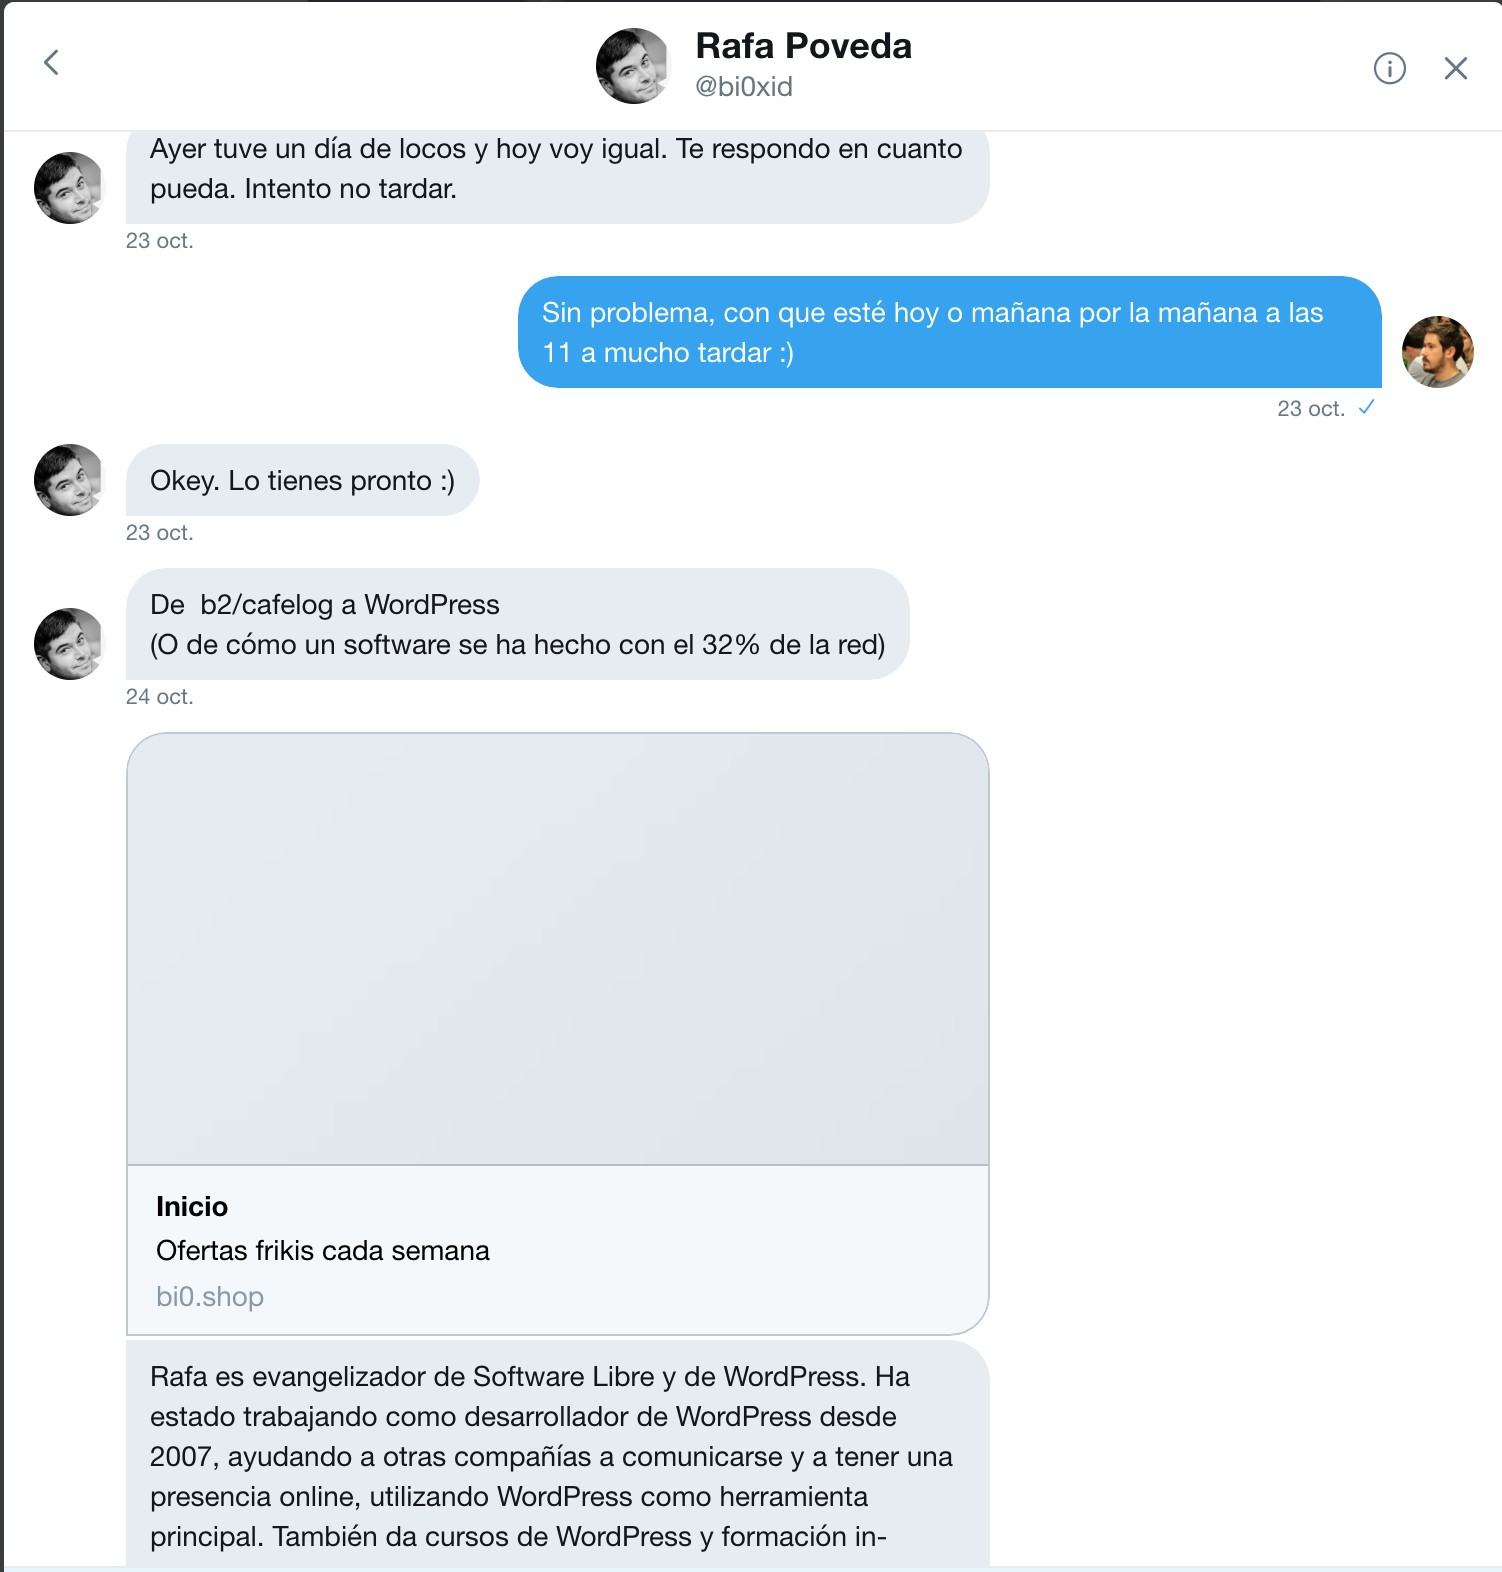 Rafa Poveda
@bi0xid
Ayer tuve un día de locos y hoy voy igual. Te respondo en cuanto
pueda. Intento no tardar.
23 oct.
Sin problema, con que esté hoy o mañana por la mañana a las
11 a mucho tardar :)
23 oct.
Okey. Lo tienes pronto :)
23 oct.
De  b2/cafelog a WordPress
(O de cómo un software se ha hecho con el 32% de la red)
24 oct.
Inicio
Ofertas frikis cada semana
bi0.shop
Rafa es evangelizador de Software Libre y de WordPress. Ha
estado trabajando como desarrollador de WordPress desde
2007, ayudando a otras compañías a comunicarse y a tener una
presencia online, utilizando WordPress como herramienta
principal. También da cursos de WordPress y formación in-